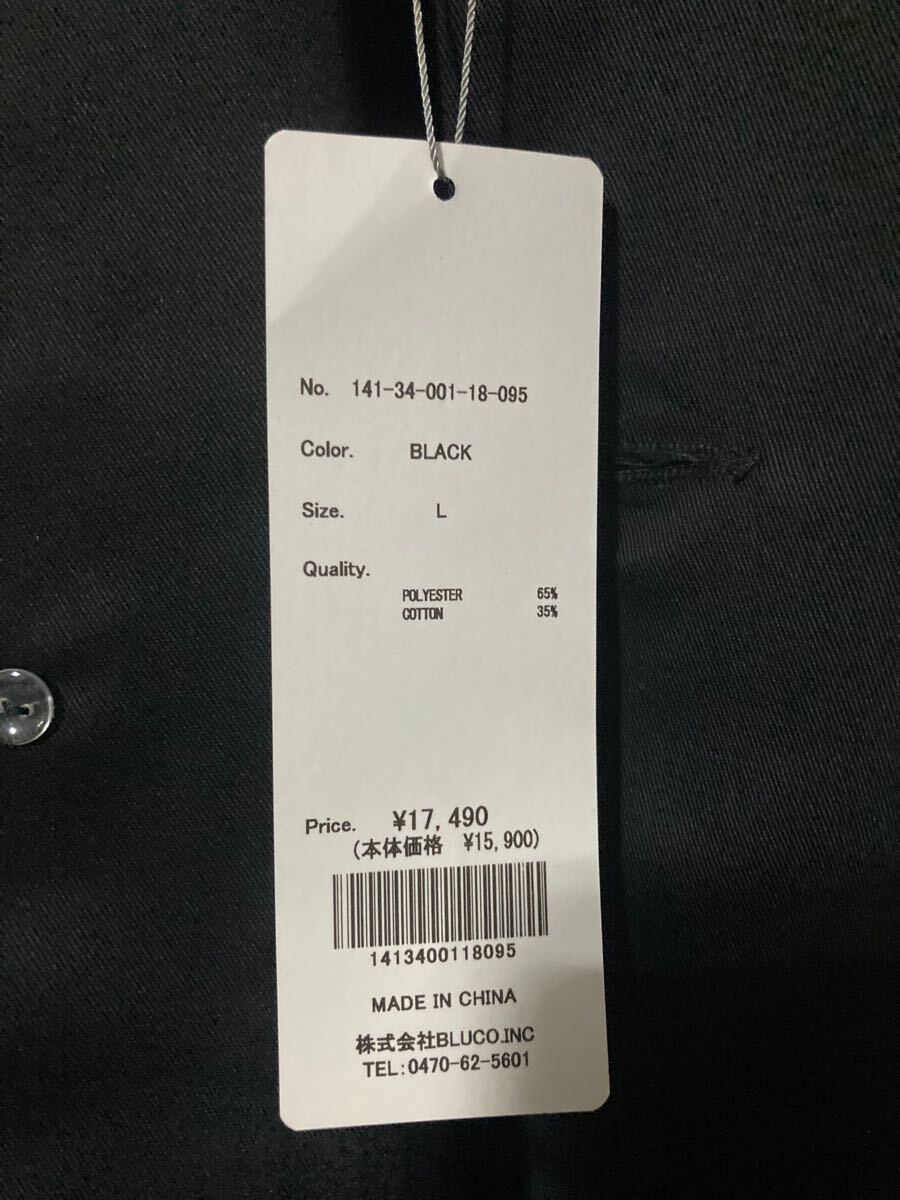 No. 141-34-001-18-095
Color. BLACK
Size. L
Quality.
POLYESTER 65%
COTTON 35%
Price. ¥17,490
(本体価格 ¥15,900)
1413400118095
MADE IN CHINA
株式会社BLUCO.INC
TEL:0470-62-5601